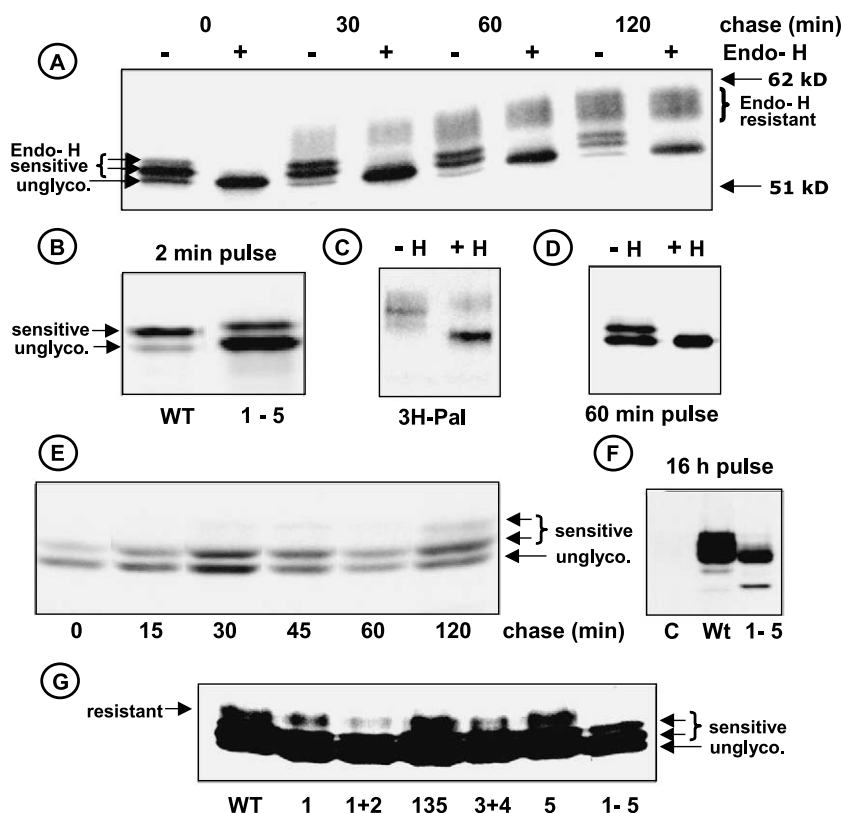 0 30 60 120 chase (min)
- + - + - + - + Endo- H
A
62 kD
Endo- H
resistant
Endo- H
sensitive
unglyco.
51 kD
B
2 min pulse
C
- H + H
D
- H + H
sensitive
unglyco.
WT 1 - 5
3H-Pal
60 min pulse
E
F
16 h pulse
sensitive
unglyco.
0 15 30 45 60 120 chase (min)
C Wt 1- 5
G
resistant
sensitive
unglyco.
WT 1 1+2 135 3+4 5 1- 5